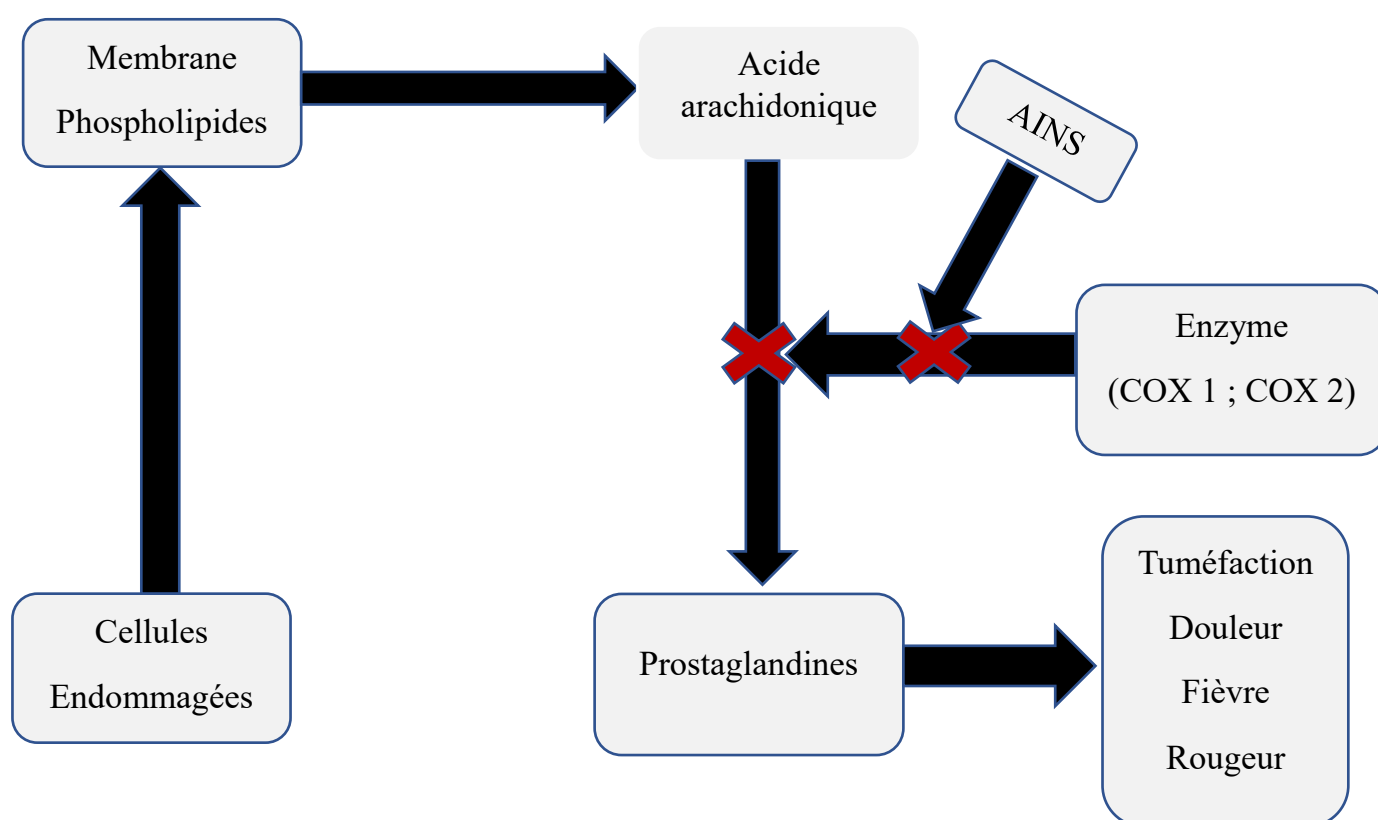 Membrane
Phospholipides
Acide
arachidonique
AINS
Enzyme
(COX 1 ; COX 2)
Cellules
Endommagées
Prostaglandines
Tuméfaction
Douleur
Fièvre
Rougeur